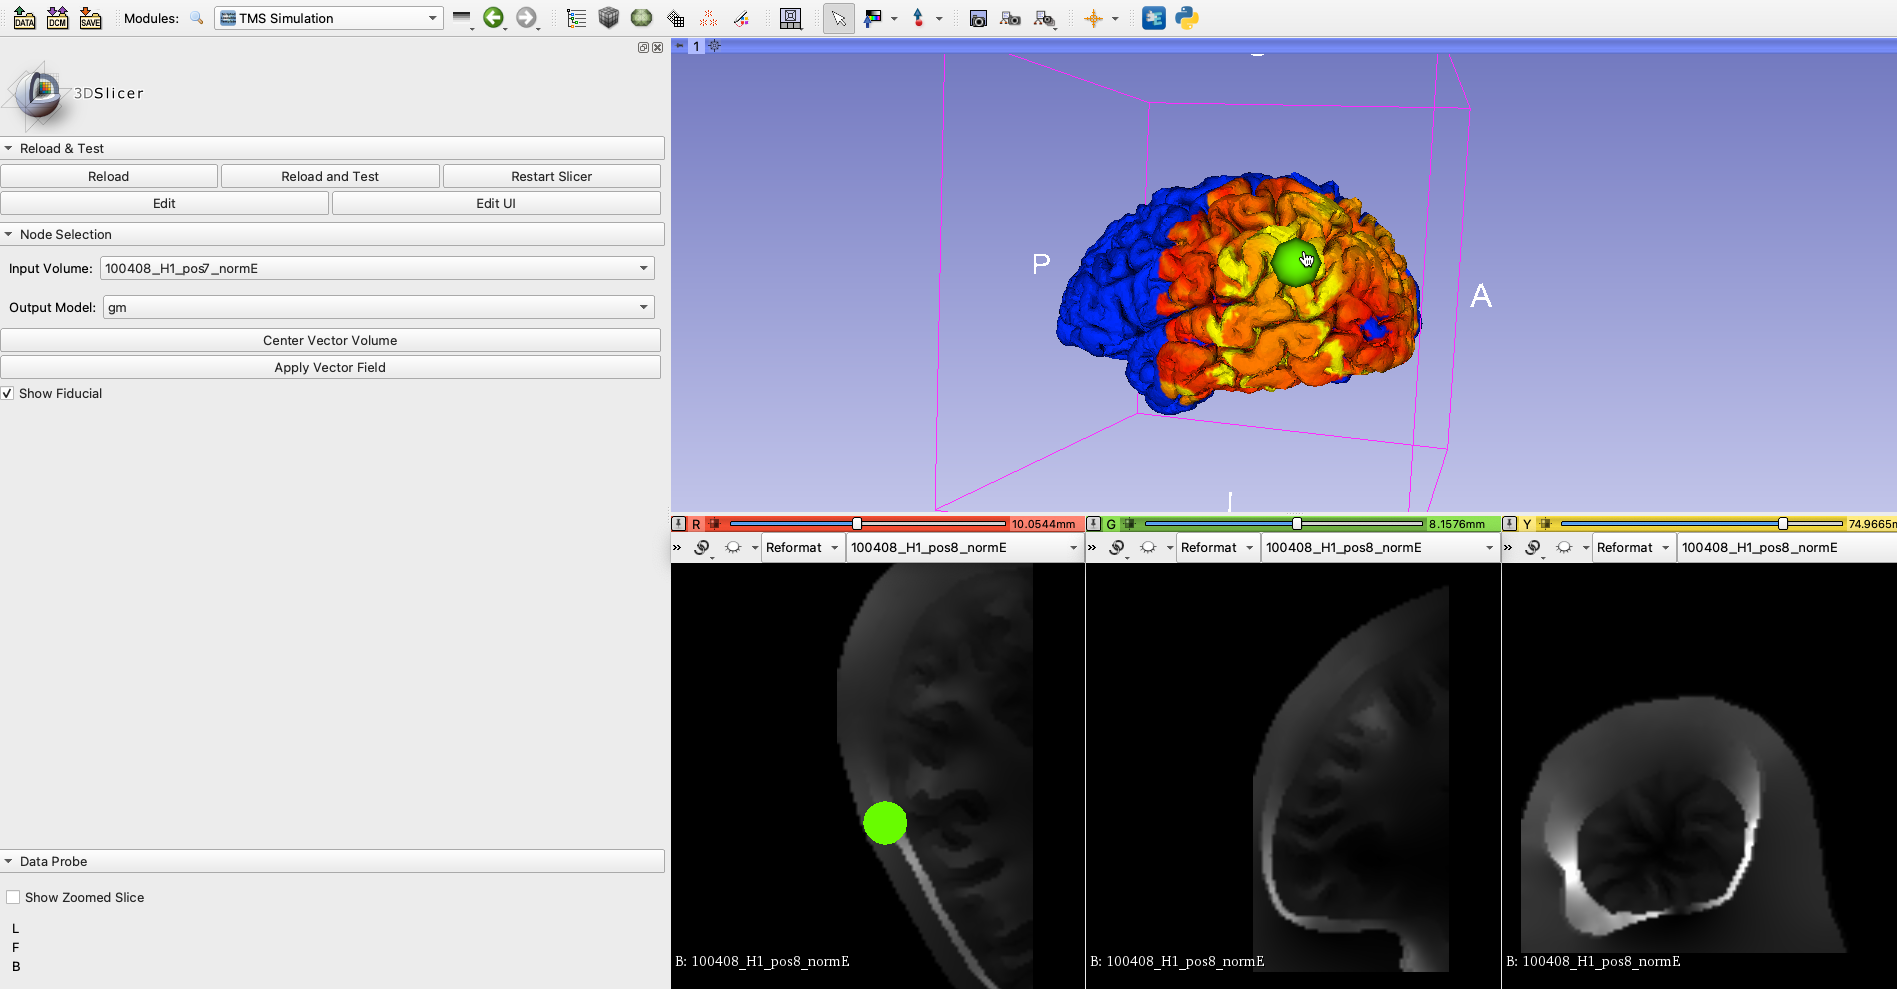 DATA DCM SAVE Modules: TMS Simulation
1
3DSlicer
Reload & Test
Reload Reload and Test Restart Slicer
Edit Edit UI
Node Selection
Input Volume: 100408_H1_pos7_normE
Output Model: gm
Center Vector Volume
Apply Vector Field
Show Fiducial
P
A
R 10.0544mm G 8.1576mm Y 74.9665m
» Reformat 100408_H1_pos8_normE » Reformat 100408_H1_pos8_normE » Reformat 100408_H1_pos8_normE
Data Probe
Show Zoomed Slice
L
F
B
B: 100408_H1_pos8_normE B: 100408_H1_pos8_normE B: 100408_H1_pos8_normE